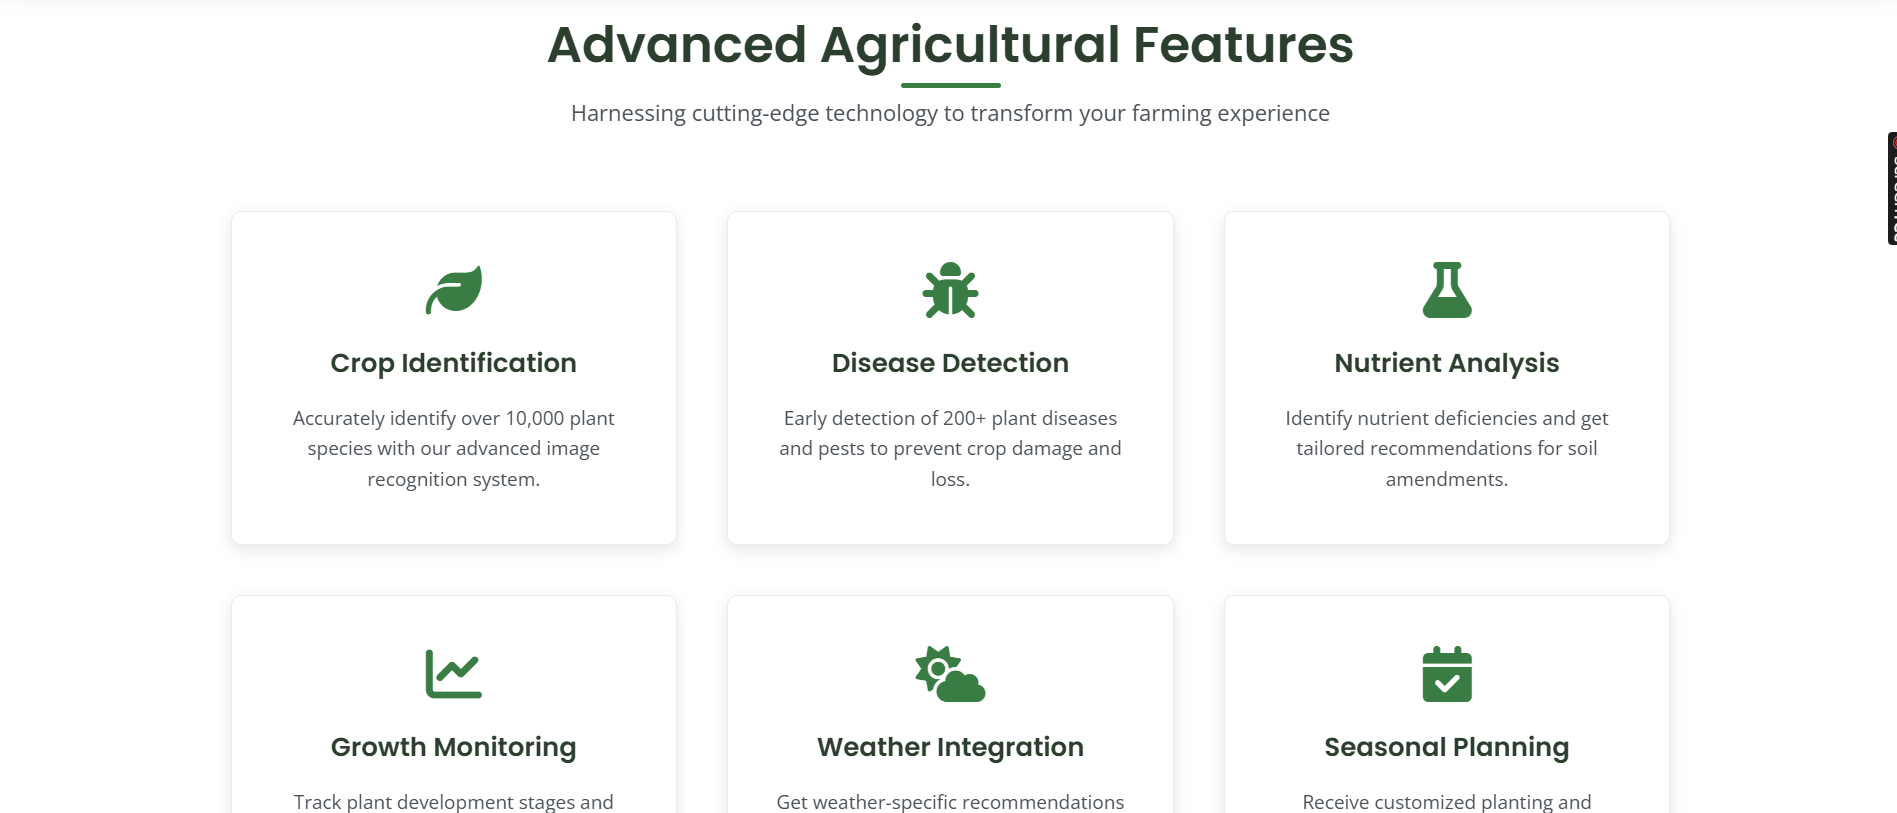 Advanced Agricultural Features
Harnessing cutting-edge technology to transform your farming experience
Crop Identification
Accurately identify over 10,000 plant
species with our advanced image
recognition system.
Disease Detection
Early detection of 200+ plant diseases
and pests to prevent crop damage and
loss.
Nutrient Analysis
Identify nutrient deficiencies and get
tailored recommendations for soil
amendments.
Growth Monitoring
Track plant development stages and
Weather Integration
Get weather-specific recommendations
Seasonal Planning
Receive customized planting and